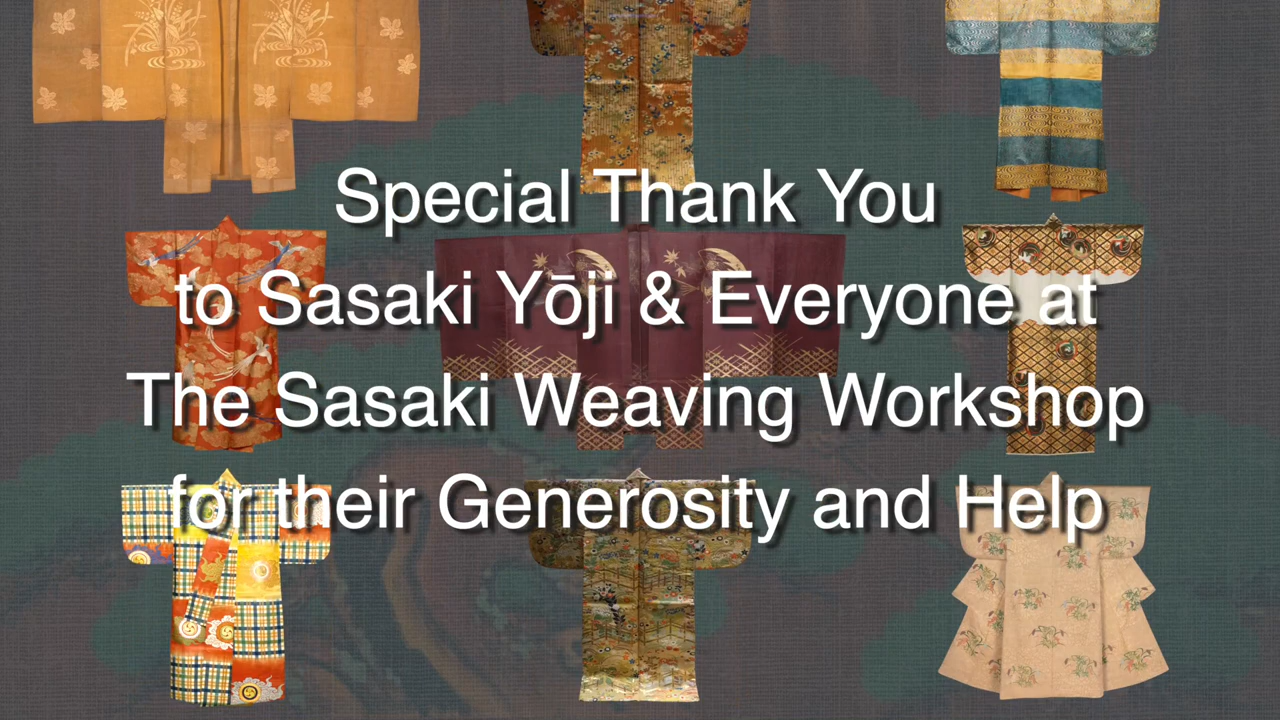 Special Thank You
to Sasaki Yōji & Everyone at
The Sasaki Weaving Workshop
for their Generosity and Help